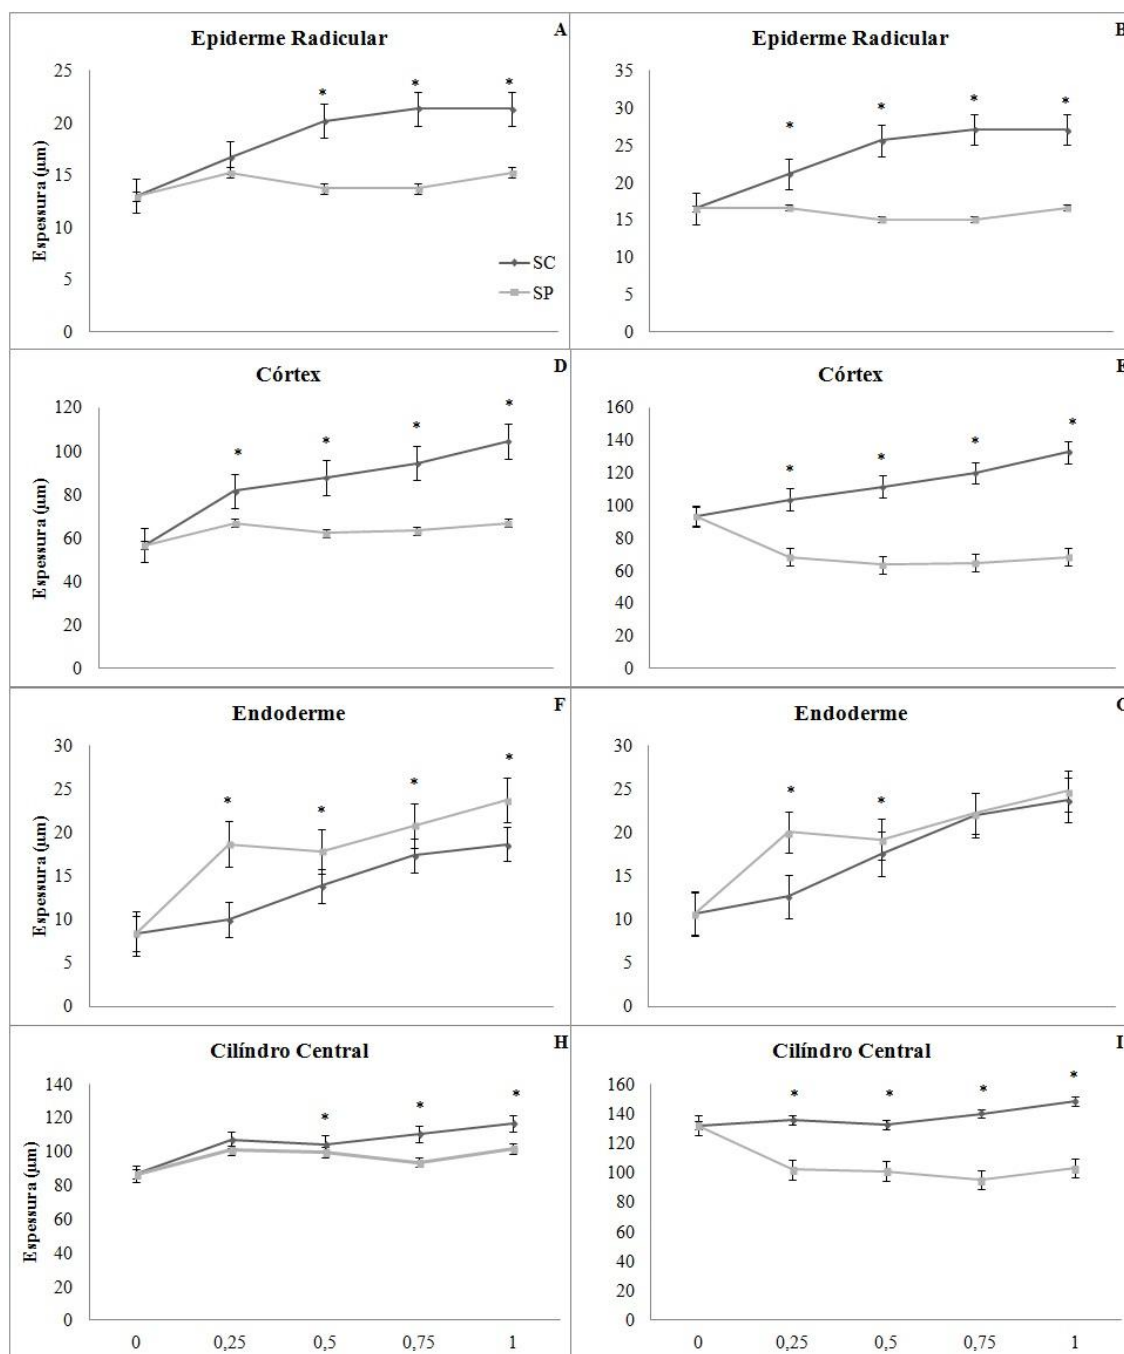 Epiderme Radicular
A
25
20
15
10
5
0
Espessura (μm)
* * *
SC
SP
Epiderme Radicular
B
35
30
25
20
15
10
5
0
* * * *
Córtex
D
120
100
80
60
40
20
0
Espessura (μm)
* * * *
Córtex
E
160
140
120
100
80
60
40
20
0
* * * *
Endoderme
F
30
25
20
15
10
5
0
Espessura (μm)
* * * *
Endoderme
30
25
20
15
10
5
0
* *
Cilíndro Central
H
140
120
100
80
60
40
20
0
Espessura (μm)
* * *
0 0,25 0,5 0,75 1
Cilíndro Central
I
160
140
120
100
80
60
40
20
0
* * * *
0 0,25 0,5 0,75 1